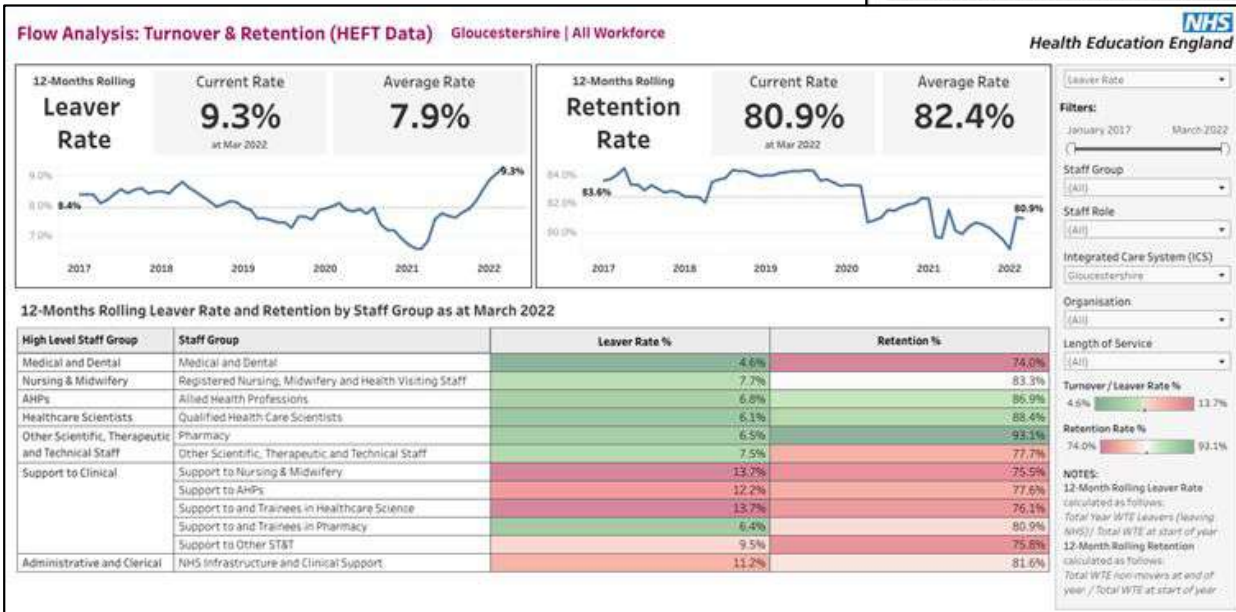 Flow Analysis: Turnover & Retention (HEFT Data) Gloucestershire | All Workforce
NHS
Health Education England
12-Months Rolling
Leaver
Rate
Current Rate
9.3%
at Mar 2022
Average Rate
7.9%
9.0%
8.0%
7.0%
8.4%
9.3%
2017 2018 2019 2020 2021 2022
12-Months Rolling
Retention
Rate
Current Rate
80.9%
at Mar 2022
Average Rate
82.4%
84.0%
82.0%
80.0%
83.6%
80.9%
2017 2018 2019 2020 2021 2022
12-Months Rolling Leaver Rate and Retention by Staff Group as at March 2022
High Level Staff Group Staff Group Leaver Rate % Retention %
Medical and Dental Medical and Dental 4.6% 74.0%
Nursing & Midwifery Registered Nursing, Midwifery and Health Visiting Staff 7.7% 83.3%
AHPs Allied Health Professions 6.8% 86.9%
Healthcare Scientists Qualified Health Care Scientists 6.1% 88.4%
Other Scientific, Therapeutic Pharmacy 6.5% 93.1%
and Technical Staff Other Scientific, Therapeutic and Technical Staff 7.5% 77.7%
Support to Clinical Support to Nursing & Midwifery 13.7% 75.5%
Support to AHPs 12.2% 77.6%
Support to and Trainees in Healthcare Science 13.7% 76.1%
Support to and Trainees in Pharmacy 6.4% 80.9%
Support to Other ST&T 9.5% 75.8%
Administrative and Clerical NHS Infrastructure and Clinical Support 11.2% 81.6%
Leaver Rate
Filters:
January 2017 March 2022
Staff Group
(All)
Staff Role
(All)
Integrated Care System (ICS)
Gloucestershire
Organisation
(All)
Length of Service
(All)
Turnover / Leaver Rate %
4.6% 13.7%
Retention Rate %
74.0% 93.1%
NOTES:
12-Month Rolling Leaver Rate
calculated as follows:
Total Year WTE Leavers (leaving
NHS)/ Total WTE at start of year
12-Month Rolling Retention
calculated as follows:
Total WTE non movers at end of
year / Total WTE at start of year